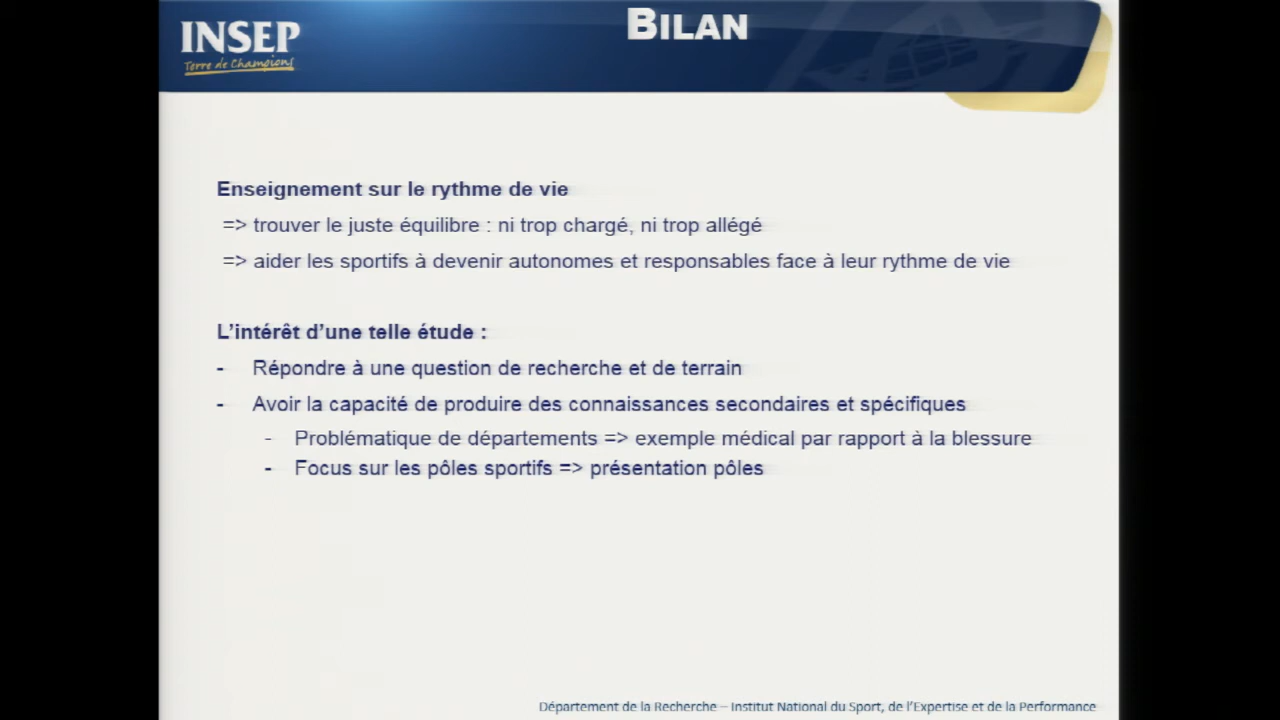 INSEP
Terre de Champions
BILAN
Enseignement sur le rythme de vie
=> trouver le juste équilibre : ni trop chargé, ni trop allégé
=> aider les sportifs à devenir autonomes et responsables face à leur rythme de vie
L'intérêt d'une telle étude :
- Répondre à une question de recherche et de terrain
- Avoir la capacité de produire des connaissances secondaires et spécifiques
- Problématique de départements => exemple médical par rapport à la blessure
- Focus sur les pôles sportifs => présentation pôles
Département de la Recherche – Institut National du Sport, de l'Expertise et de la Performance